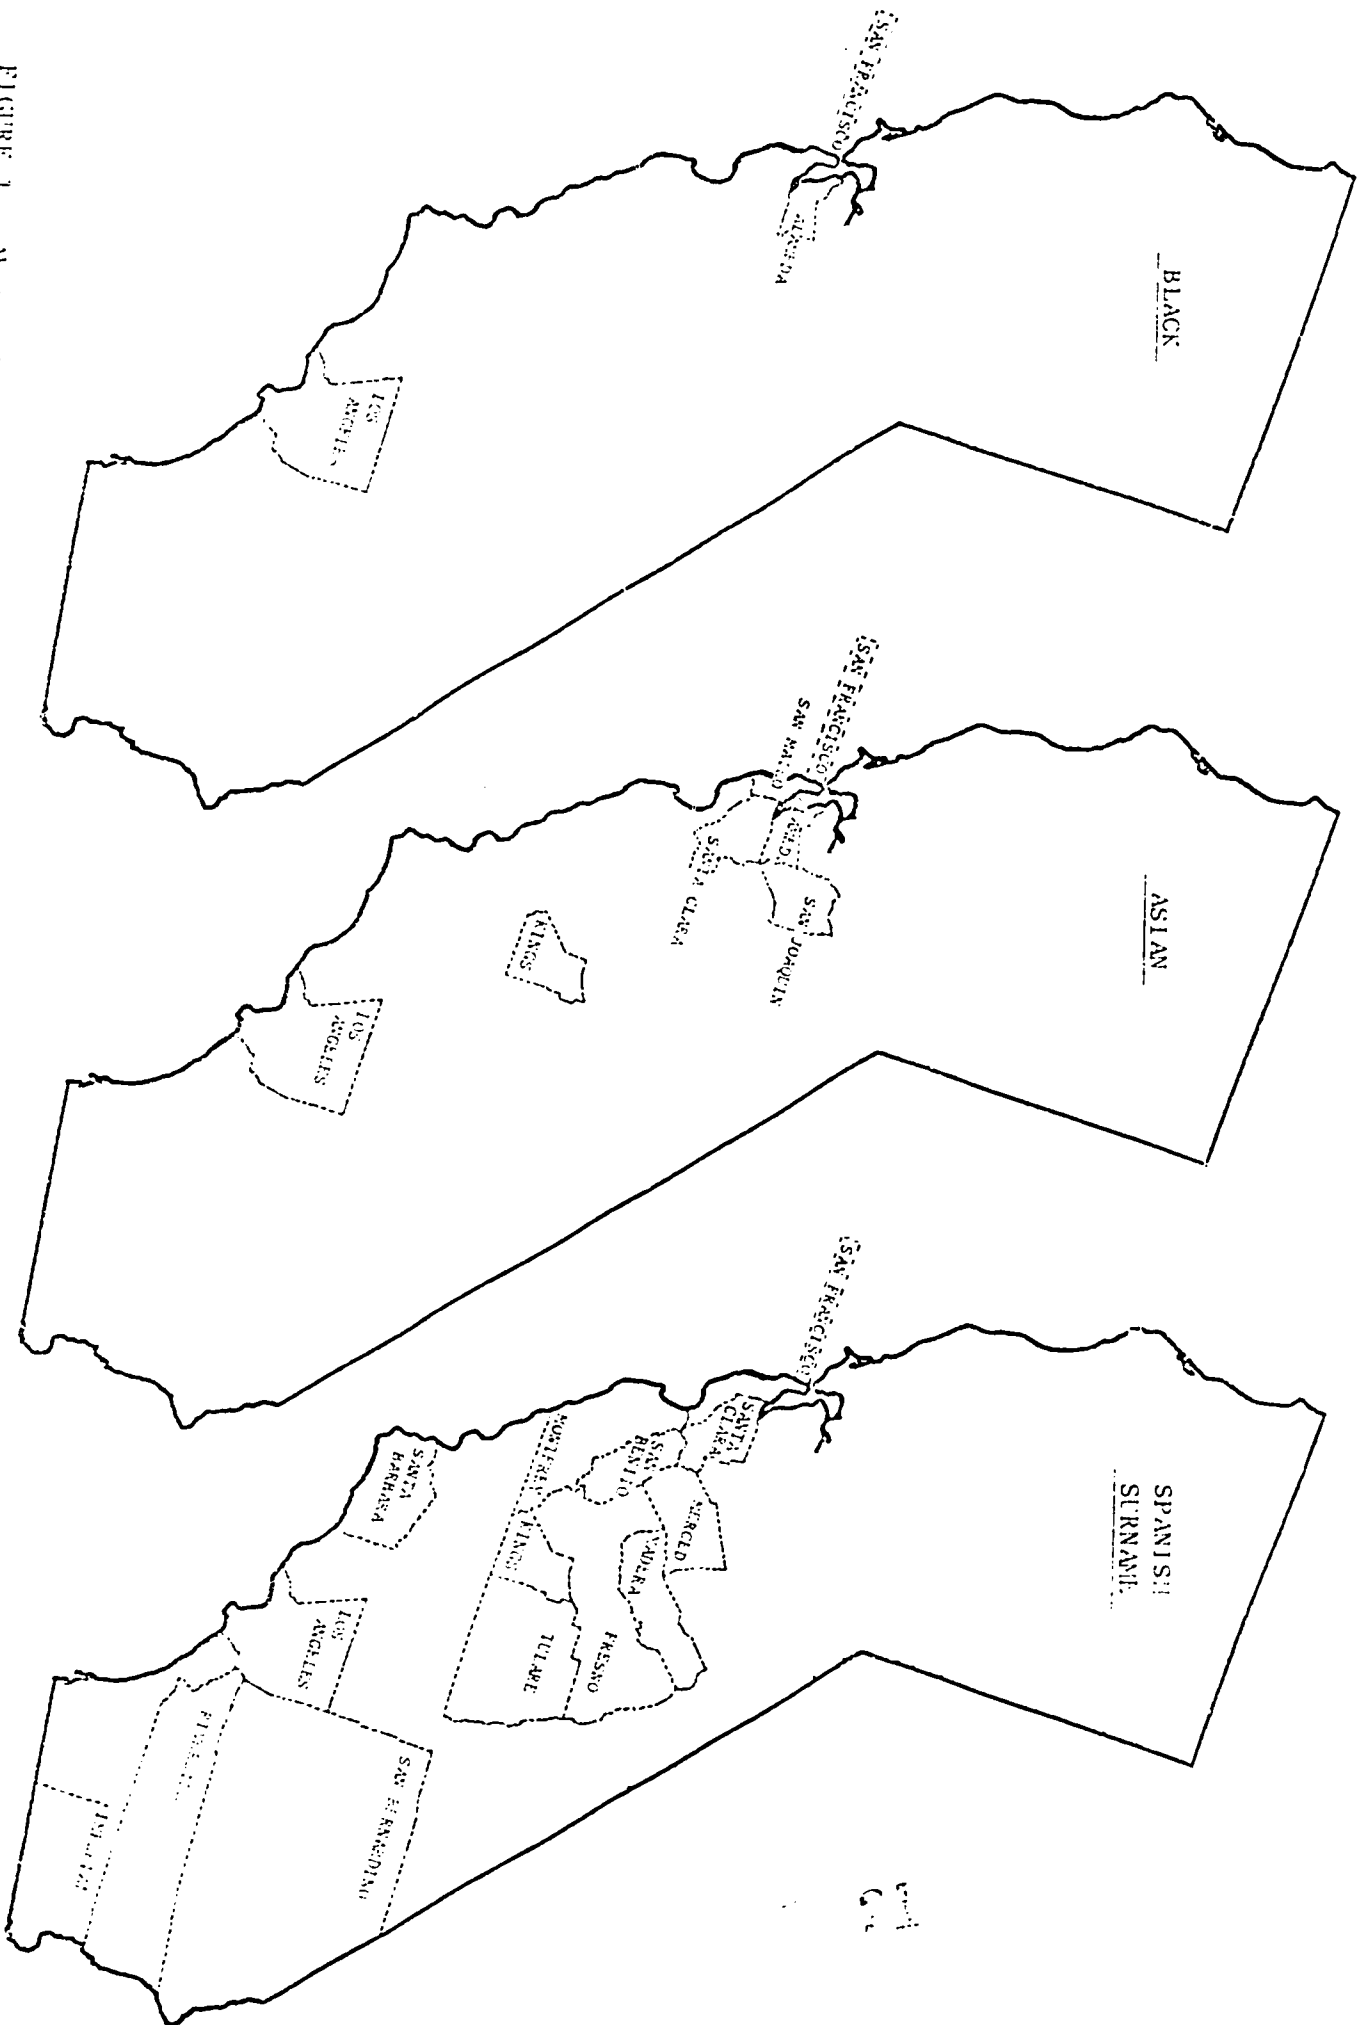 BLACK
SAN FRANCISCO
ALAMEDA
LOS
ASIAN
SAN FRANCISCO
SAN MATEO
SAN
JOAQUIN
SANTA CLARA
KINGS
LOS
ANGELES
SPANISH
SURNAME
SAN FRANCISCO
SANTA
CLARA
MERCED
SAN
BENITO
MADERA
MONTEREY
KINGS
FRESNO
TULARE
SANTA
BARBARA
LOS
ANGELES
SAN BERNARDINO
FIGURE